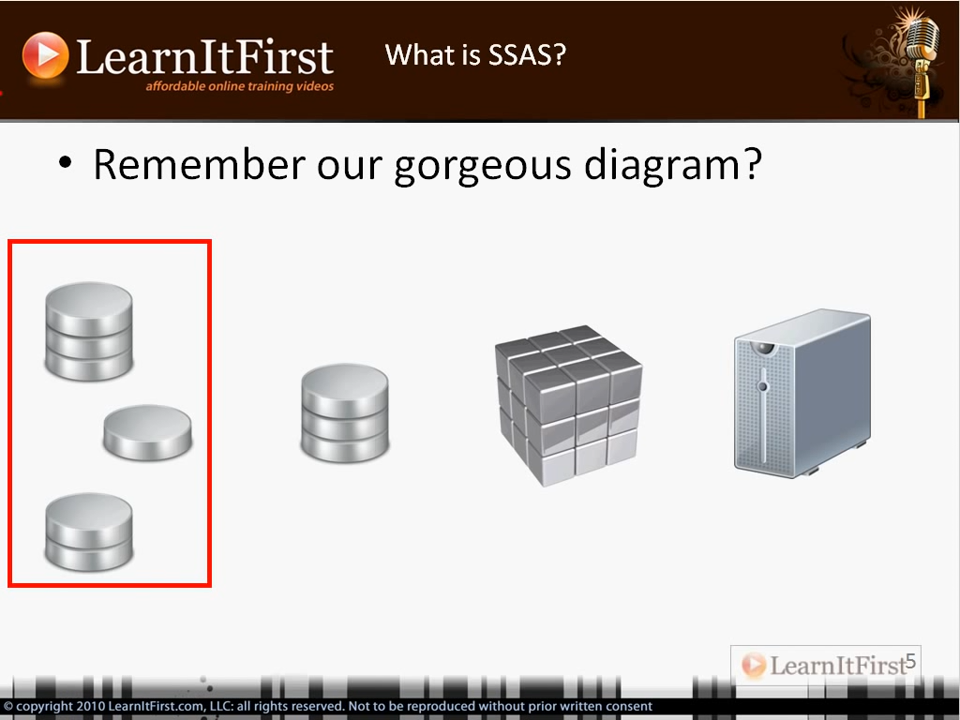 LearnItFirst
affordable online training videos
What is SSAS?
• Remember our gorgeous diagram?
LearnItFirst
5
© copyright 2010 LearnItFirst.com, LLC: all rights reserved. Not to be reproduced without prior written consent